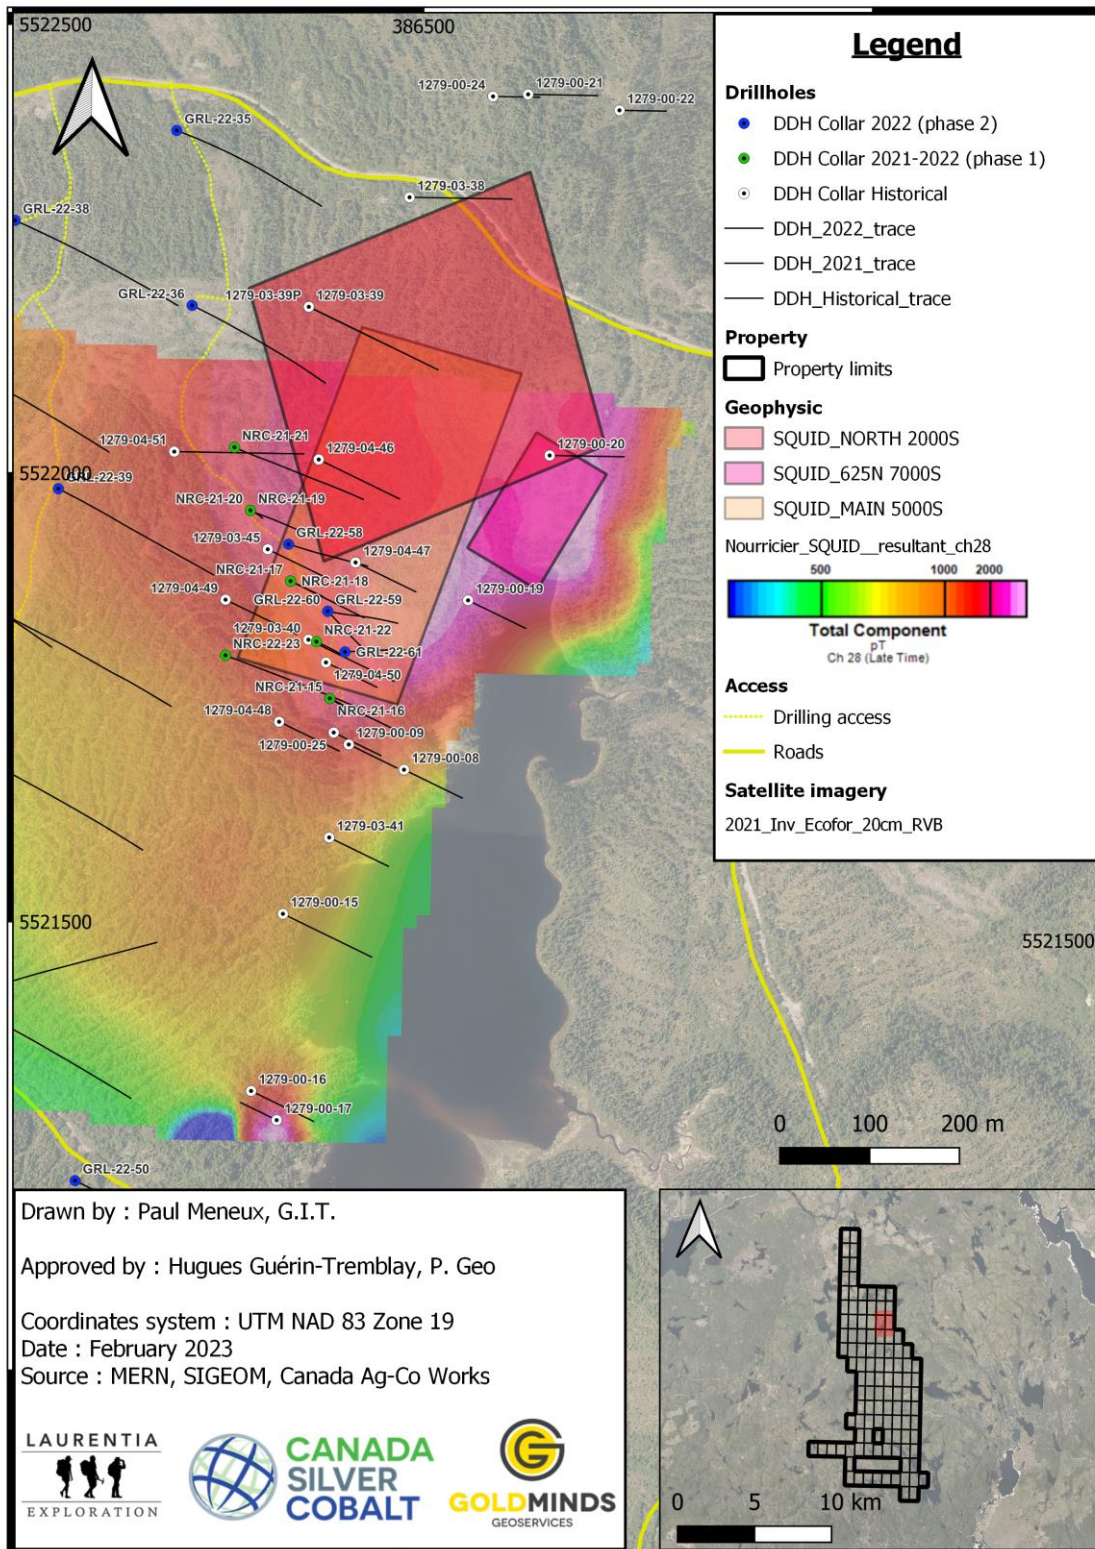 5522500
386500
1279-00-24
1279-00-21
1279-00-22
GRL-22-35
1279-03-38
GRL-22-38
GRL-22-36
1279-03-39P
1279-03-39
1279-04-51
NRC-21-21
1279-04-46
1279-00-20
5522000
GRL-22-39
NRC-21-20
NRC-21-19
1279-03-45
GRL-22-58
1279-04-47
NRC-21-17
NRC-21-18
1279-04-49
GRL-22-60
GRL-22-59
1279-00-19
1279-03-40
NRC-21-22
NRC-22-23
GRL-22-61
1279-04-50
NRC-21-15
NRC-21-16
1279-04-48
1279-00-09
1279-00-25
1279-00-08
1279-03-41
1279-00-15
5521500
5521500
1279-00-16
1279-00-17
GRL-22-50
0 100 200 m
Legend
Drillholes
DDH Collar 2022 (phase 2)
DDH Collar 2021-2022 (phase 1)
DDH Collar Historical
DDH_2022_trace
DDH_2021_trace
DDH_Historical_trace
Property
Property limits
Geophysic
SQUID_NORTH 2000S
SQUID_625N 7000S
SQUID_MAIN 5000S
Nourricier_SQUID__resultant_ch28
500 1000 2000
Total Component
pT
Ch 28 (Late Time)
Access
Drilling access
Roads
Satellite imagery
2021_Inv_Ecofor_20cm_RVB
Drawn by : Paul Meneux, G.I.T.
Approved by : Hugues Guérin-Tremblay, P. Geo
Coordinates system : UTM NAD 83 Zone 19
Date : February 2023
Source : MERN, SIGEOM, Canada Ag-Co Works
LAURENTIA
EXPLORATION
CANADA
SILVER
COBALT
GOLDMINDS
GEOSERVICES
0 5 10 km